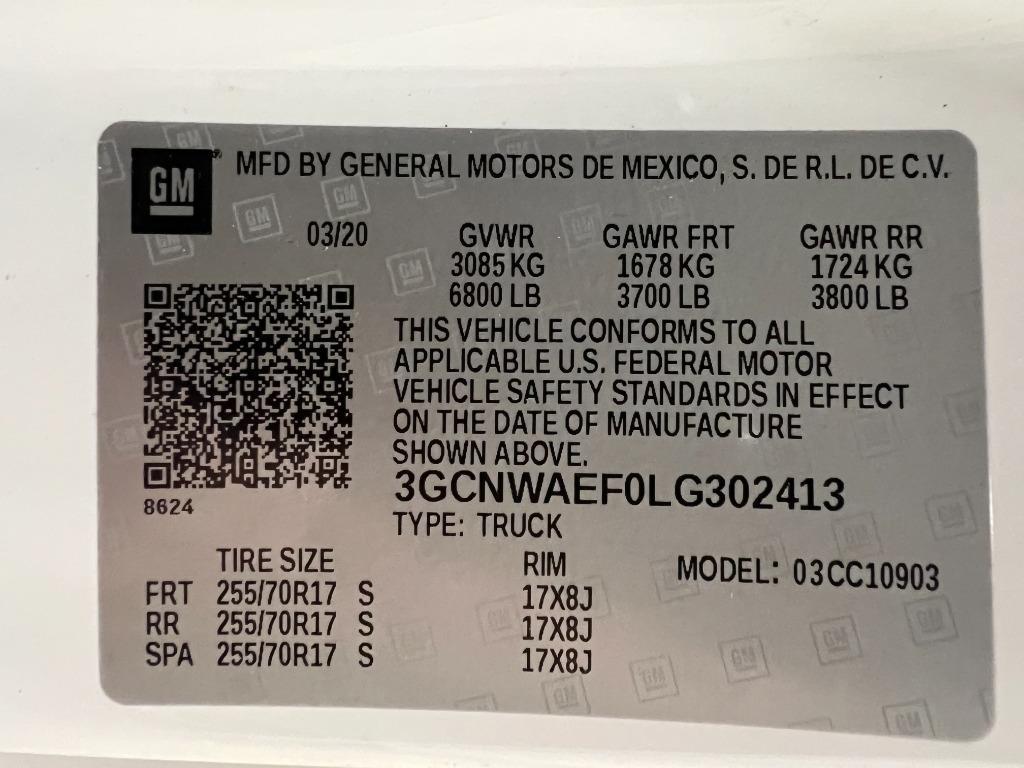 GM MFD BY GENERAL MOTORS DE MEXICO, S. DE R.L. DE C.V.
03/20 GVWR GAWR FRT GAWR RR
3085 KG 1678 KG 1724 KG
6800 LB 3700 LB 3800 LB
THIS VEHICLE CONFORMS TO ALL
APPLICABLE U.S. FEDERAL MOTOR
VEHICLE SAFETY STANDARDS IN EFFECT
ON THE DATE OF MANUFACTURE
SHOWN ABOVE.
3GCNWAEF0LG302413
8624
TYPE: TRUCK
TIRE SIZE RIM MODEL: 03CC10903
FRT 255/70R17 S 17X8J
RR 255/70R17 S 17X8J
SPA 255/70R17 S 17X8J